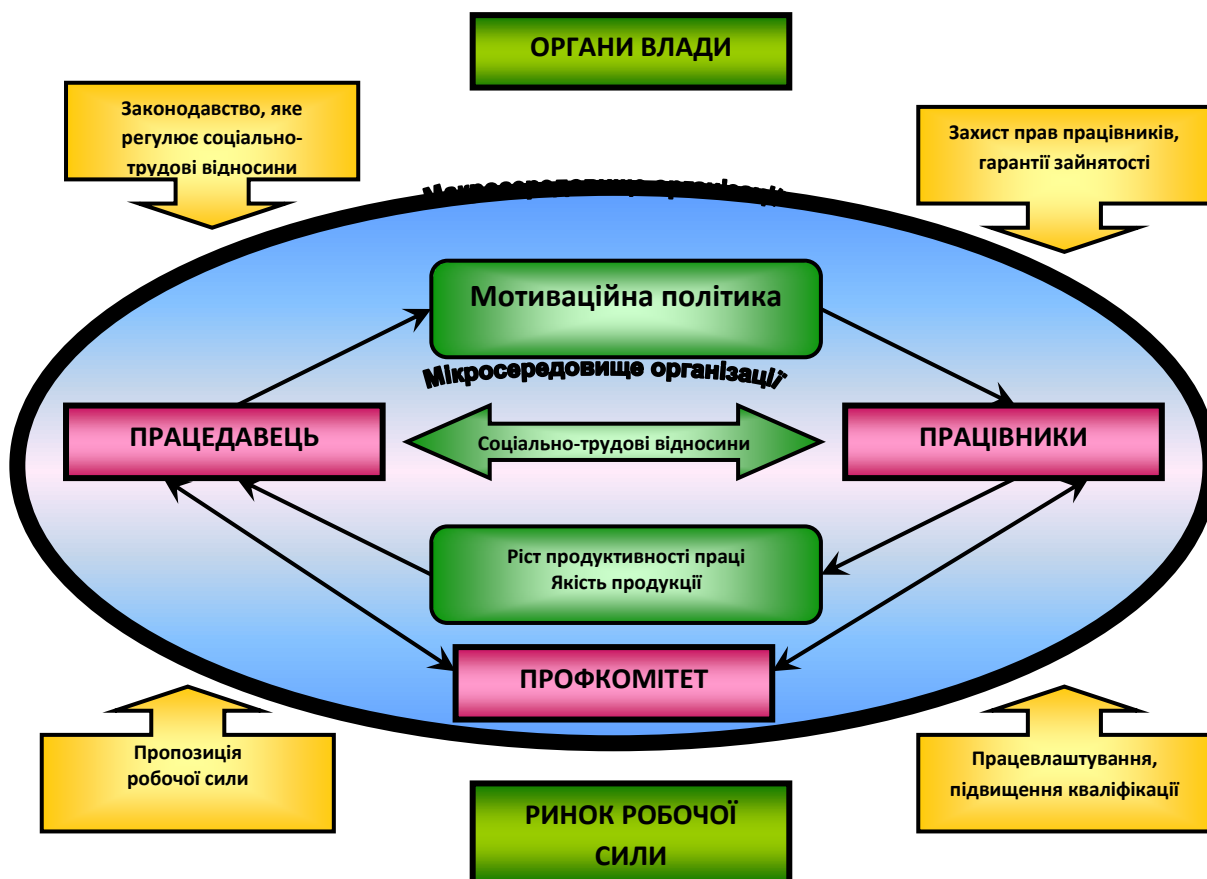 ОРГАНИ ВЛАДИ
Законодавство, яке
регулює соціально-
трудові відносини
Захист прав працівників,
гарантії зайнятості
Мотиваційна політика
Мікросередовище організації
ПРАЦЕДАВЕЦЬ
Соціально-трудові відносини
ПРАЦІВНИКИ
Ріст продуктивності праці
Якість продукції
ПРОФКОМІТЕТ
Пропозиція
робочої сили
Працевлаштування,
підвищення кваліфікації
РИНОК РОБОЧОЇ
СИЛИ